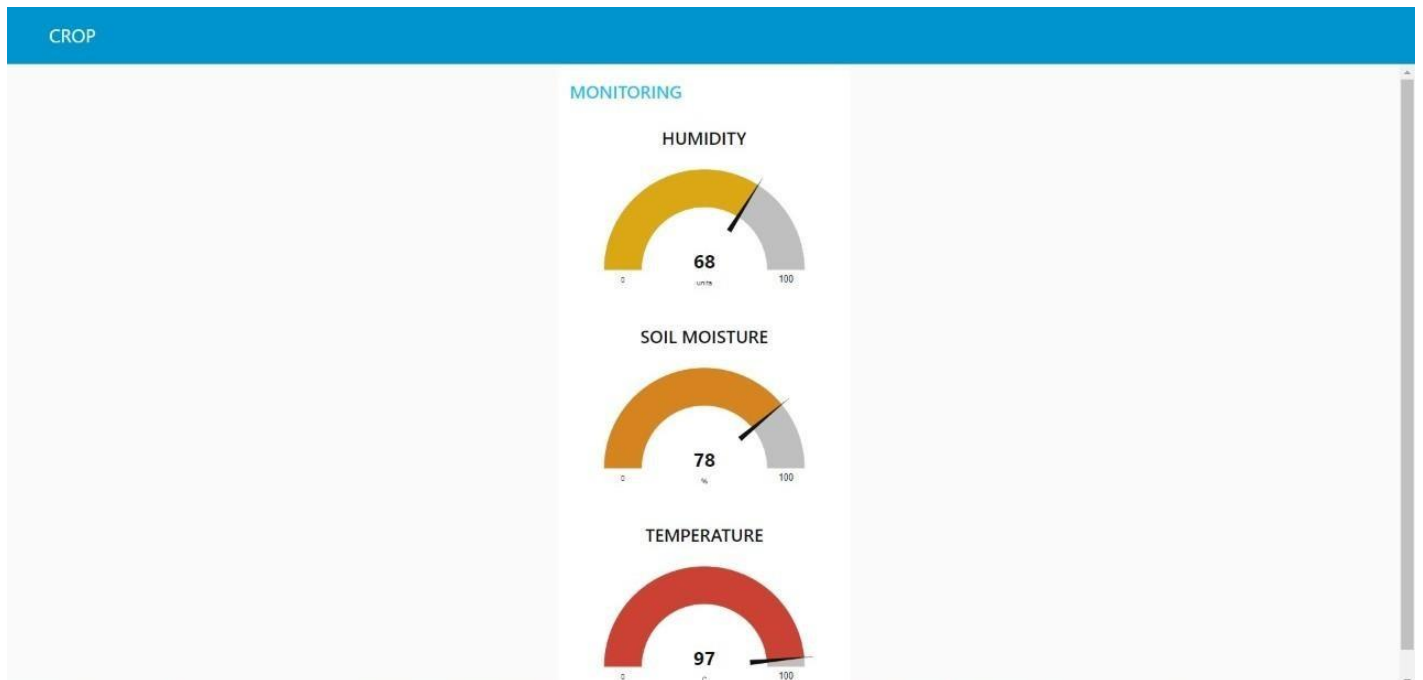 CROP
MONITORING
HUMIDITY
68
0 units 100
SOIL MOISTURE
78
0 % 100
TEMPERATURE
97
0 100